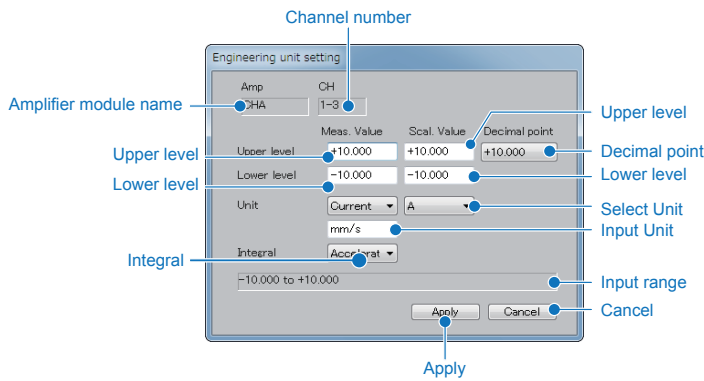 Channel number
Engineering unit setting
Amp CH
Amplifier module name CHA 1-3
Upper level
Meas. Value Scal. Value Decimal point
Upper level Upper level +10.000 +10.000 +10.000 Decimal point
Lower level Lower level -10.000 -10.000 Lower level
Unit Current A Select Unit
mm/s Input Unit
Integral Integral Accelerat
-10.000 to +10.000 Input range
Apply Cancel Cancel
Apply